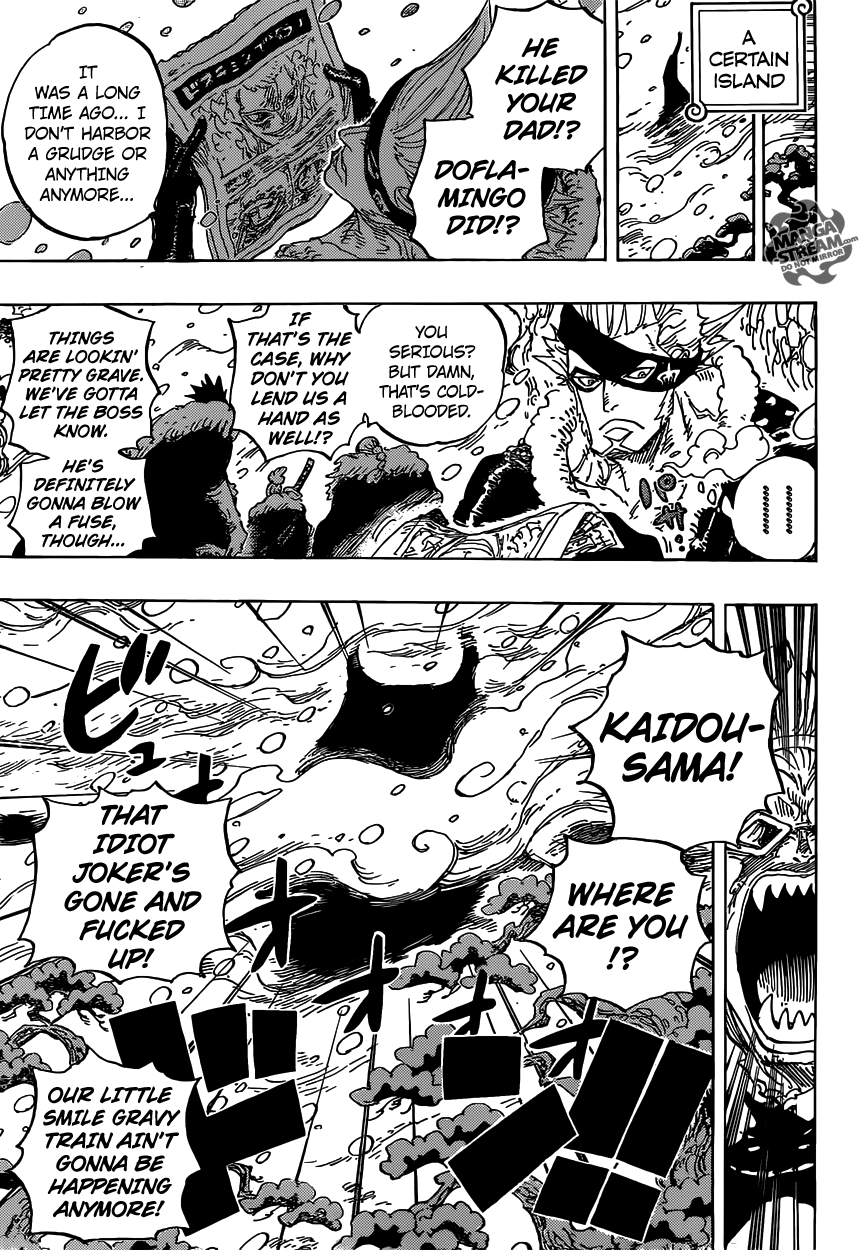 A
CERTAIN
ISLAND
HE
KILLED
YOUR
DAD!?
DOFLA-
MINGO
DID!?
IT
WAS A LONG
TIME AGO... I
DON'T HARBOR
A GRUDGE OR
ANYTHING
ANYMORE...
MANGA
STREAM.com
DO NOT MIRROR
YOU
SERIOUS?
BUT DAMN,
THAT'S COLD-
BLOODED.
IF
THAT'S THE
CASE, WHY
DON'T YOU
LEND US A
HAND AS
WELL!?
THINGS
ARE LOOKIN'
PRETTY GRAVE.
WE'VE GOTTA
LET THE BOSS
KNOW.
HE'S
DEFINITELY
GONNA BLOW
A FUSE,
THOUGH...
KAIDOU-
SAMA!
WHERE
ARE YOU
!?
ビュ
オオオオ
THAT
IDIOT
JOKER'S
GONE AND
FUCKED
UP!
OUR LITTLE
SMILE GRAVY
TRAIN AIN'T
GONNA BE
HAPPENING
ANYMORE!